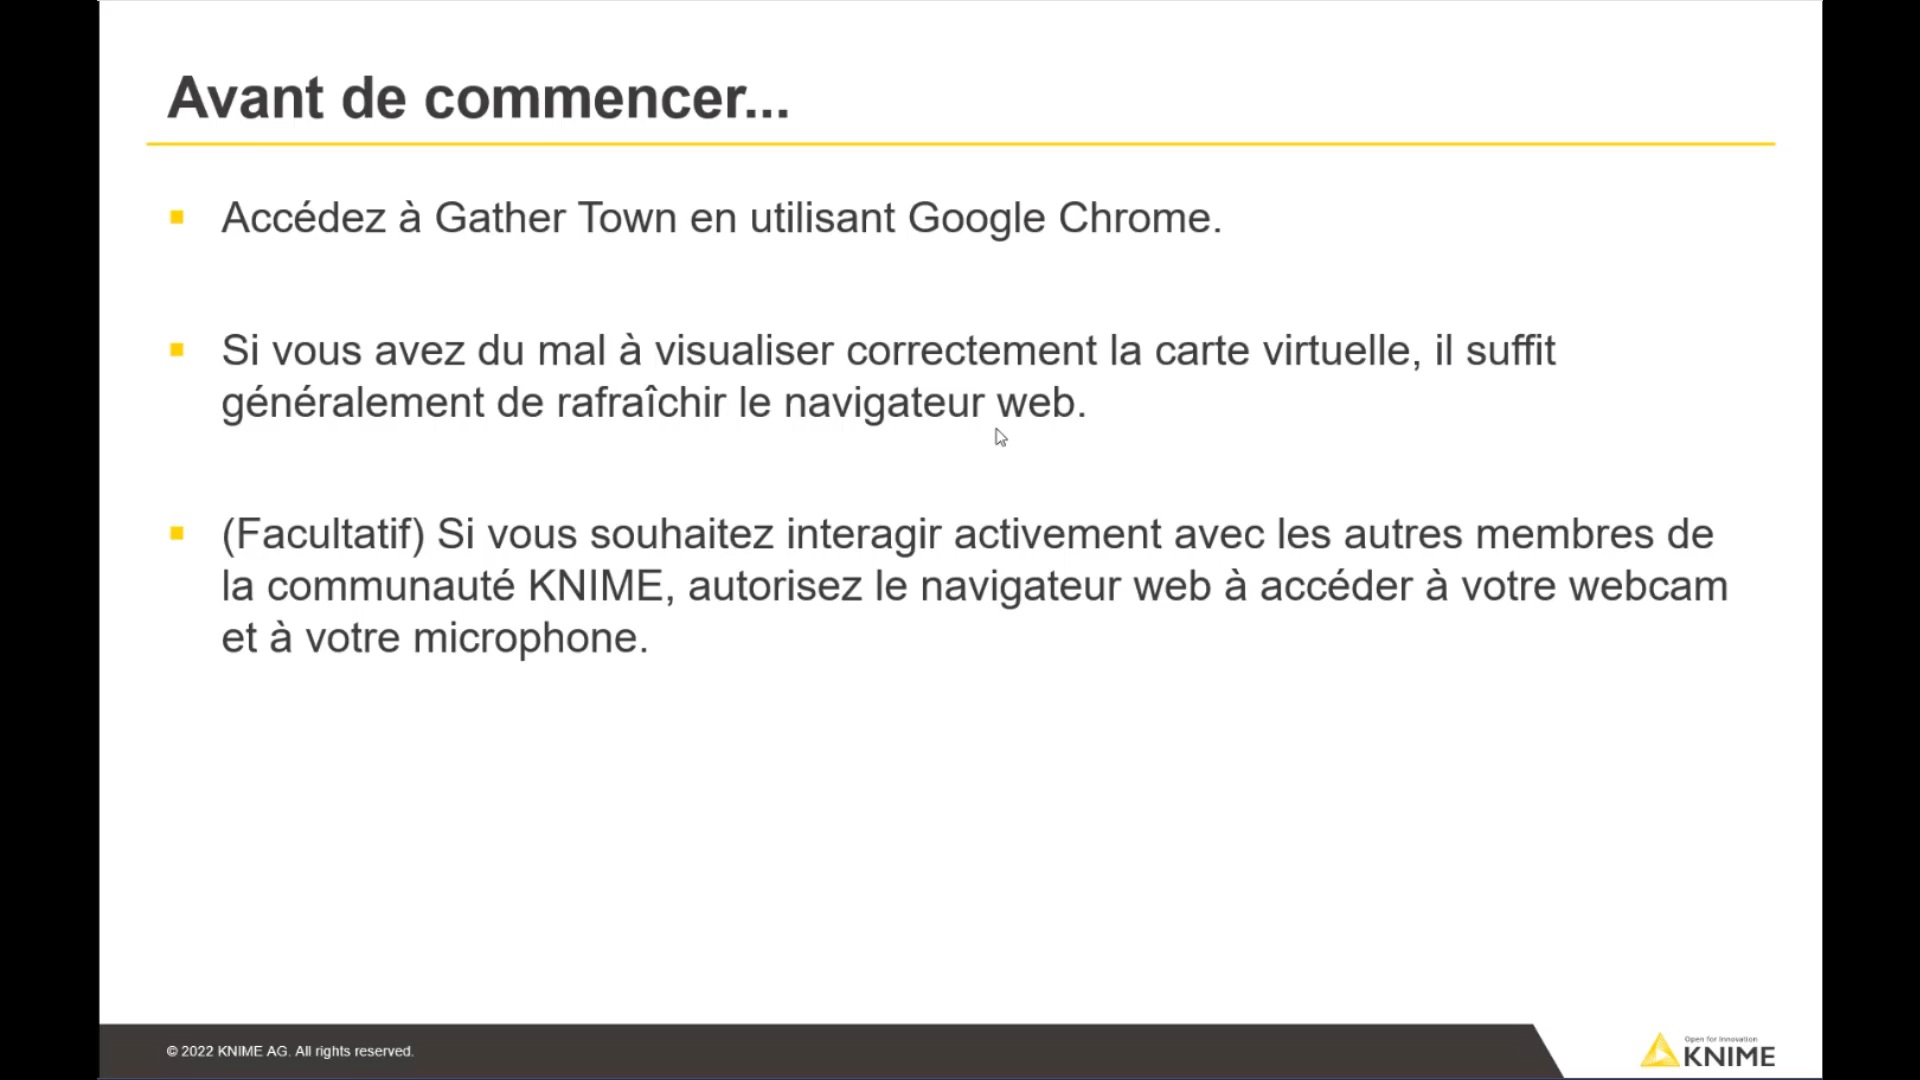 Avant de commencer...
Accédez à Gather Town en utilisant Google Chrome.
Si vous avez du mal à visualiser correctement la carte virtuelle, il suffit
généralement de rafraîchir le navigateur web.
(Facultatif) Si vous souhaitez interagir activement avec les autres membres de
la communauté KNIME, autorisez le navigateur web à accéder à votre webcam
et à votre microphone.
© 2022 KNIME AG. All rights reserved.
Open for Innovation
KNIME